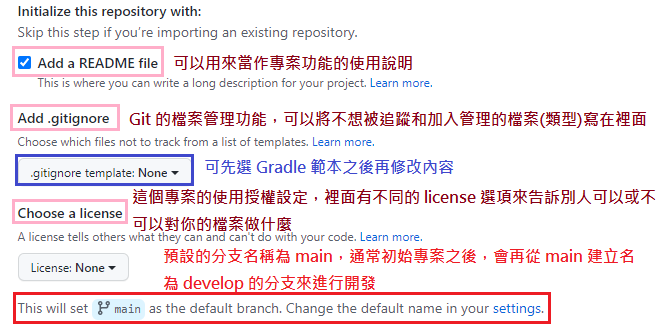 Initialize this repository with:
Skip this step if you're importing an existing repository.
Add a README file 可以用來當作專案功能的使用說明
This is where you can write a long description for your project. Learn more.
Add .gitignore Git 的檔案管理功能，可以將不想被追蹤和加入管理的檔案(類型)寫在裡面
Choose which files not to track from a list of templates. Learn more.
.gitignore template: None 可先選 Gradle 範本之後再修改內容
這個專案的使用授權設定，裡面有不同的 license 選項來告訴別人可以或不
Choose a license 可以對你的檔案做什麼
A license tells others what they can and can't do with your code. Learn more.
預設的分支名稱為 main，通常初始專案之後，會再從 main 建立名
License: None 為 develop 的分支來進行開發
This will set main as the default branch. Change the default name in your settings.